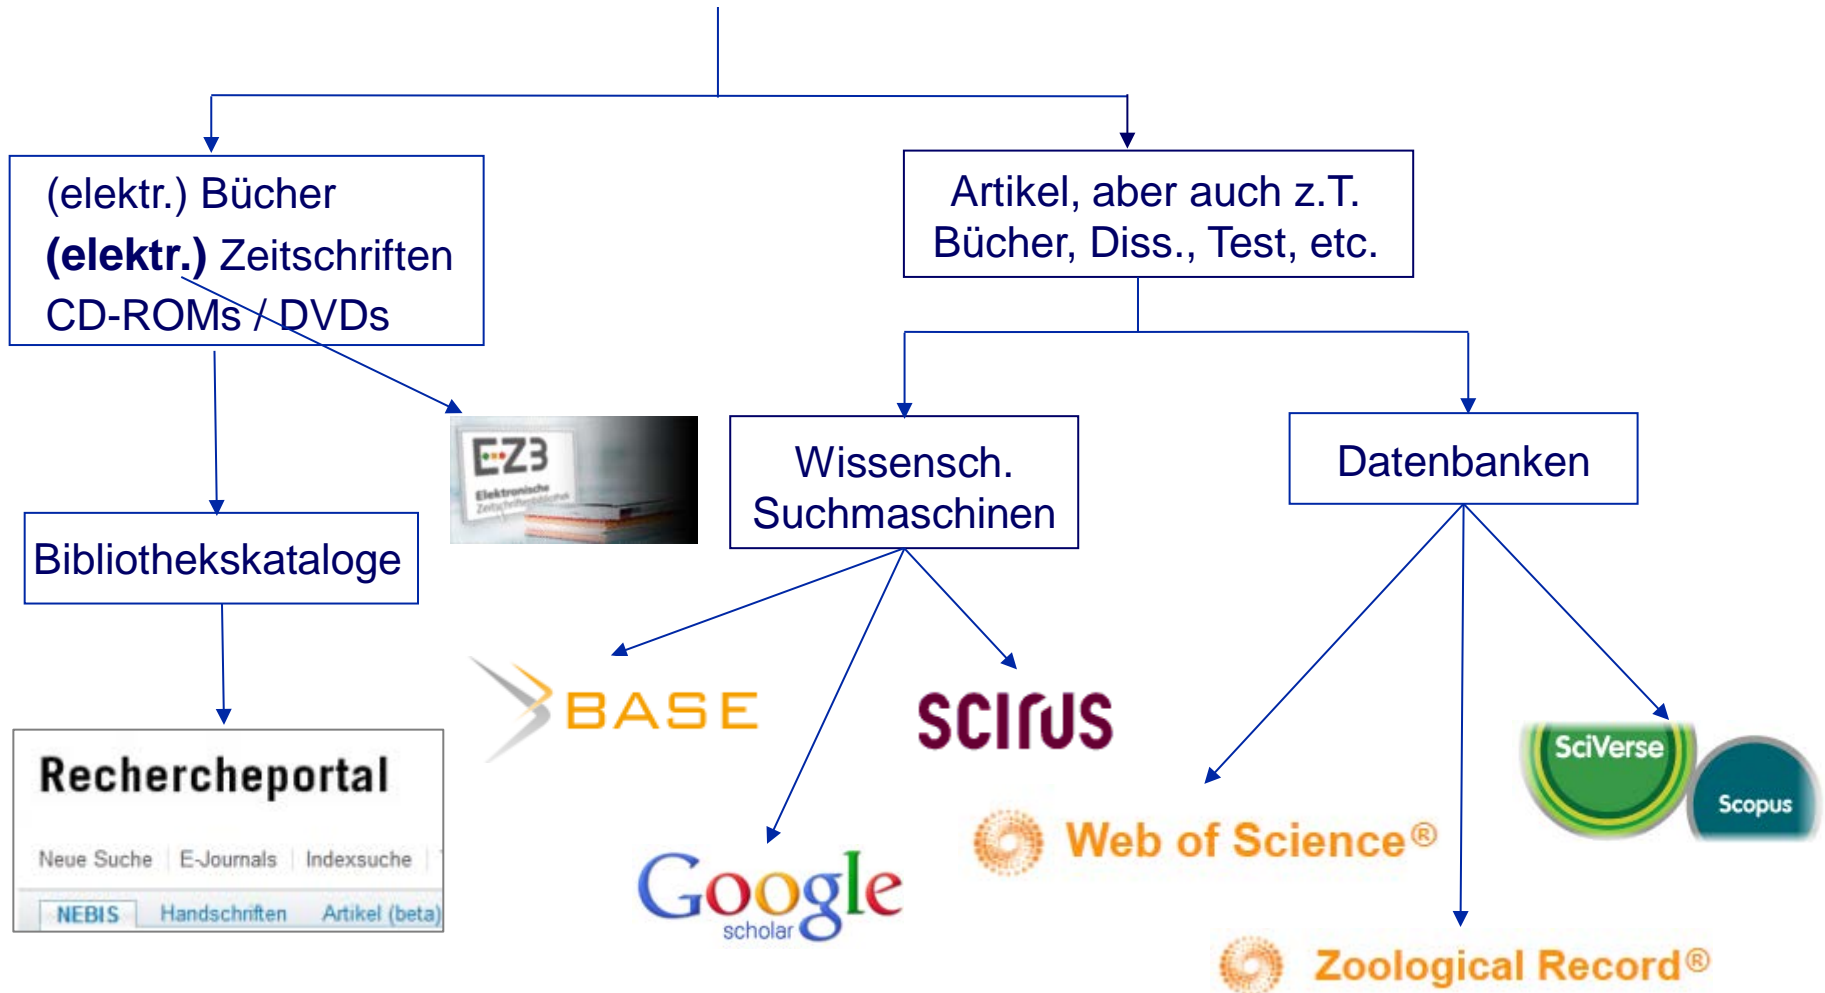 (elektr.) Bücher
(elektr.) Zeitschriften
CD-ROMs / DVDs
Artikel, aber auch z.T.
Bücher, Diss., Test, etc.
EZB
Elektronische
Zeitschriftenbibliothek
Wissensch.
Suchmaschinen
Datenbanken
Bibliothekskataloge
BASE
SCIRUS
SciVerse
Scopus
Rechercheportal
Neue Suche E-Journals Indexsuche
NEBIS Handschriften Artikel (beta)
Google
scholar
Web of Science®
Zoological Record®